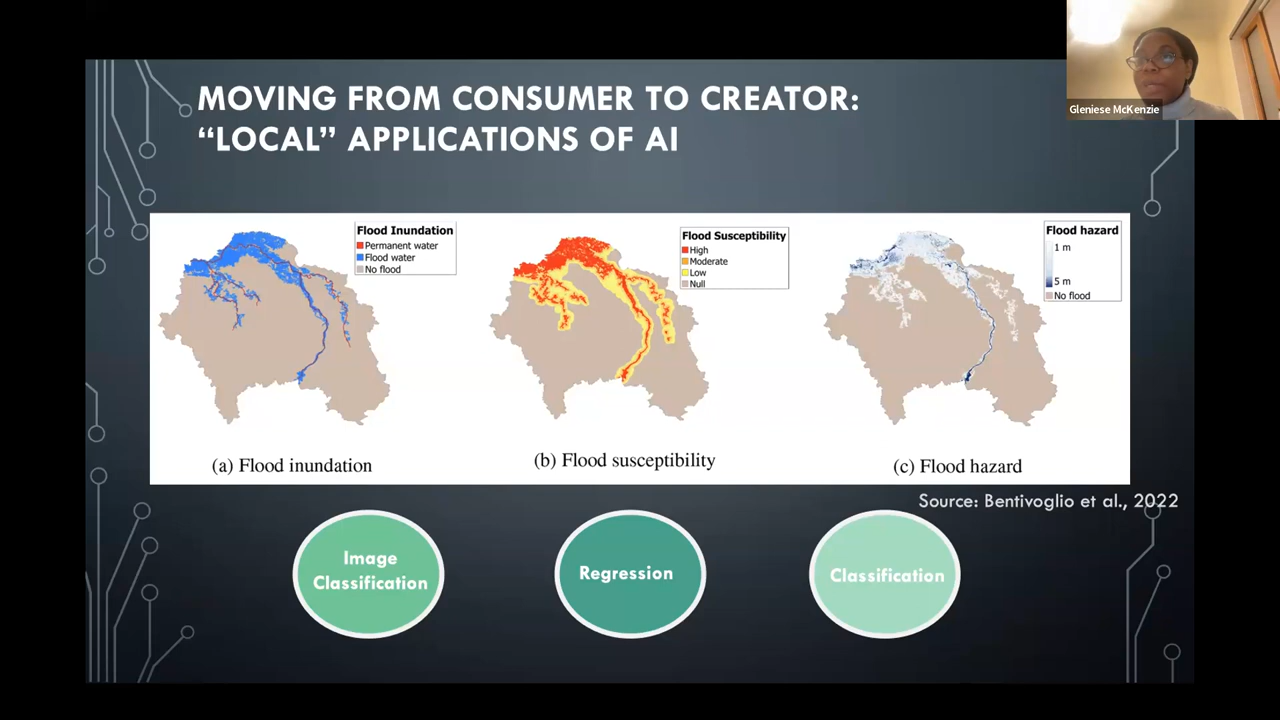 Gleniese McKenzie
MOVING FROM CONSUMER TO CREATOR:
“LOCAL” APPLICATIONS OF AI
Flood Inundation
Permanent water
Flood water
No flood
Flood Susceptibility
High
Moderate
Low
Null
Flood hazard
1 m
5 m
No flood
(a) Flood inundation
(b) Flood susceptibility
(c) Flood hazard
Source: Bentivoglio et al., 2022
Image
Classification
Regression
Classification